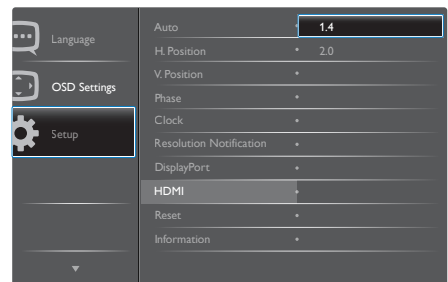 Language
OSD Settings
Setup
Auto
H. Position
V. Position
Phase
Clock
Resolution Notification
DisplayPort
HDMI
Reset
Information
1.4
2.0